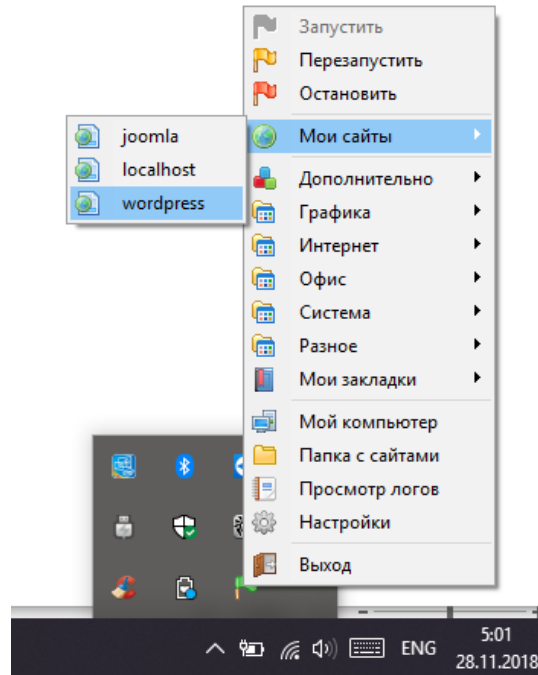 Запустить
Перезапустить
Остановить
Мои сайты
joomla
localhost
wordpress
Дополнительно
Графика
Интернет
Офис
Система
Разное
Мои закладки
Мой компьютер
Папка с сайтами
Просмотр логов
Настройки
Выход
ENG
5:01
28.11.2018